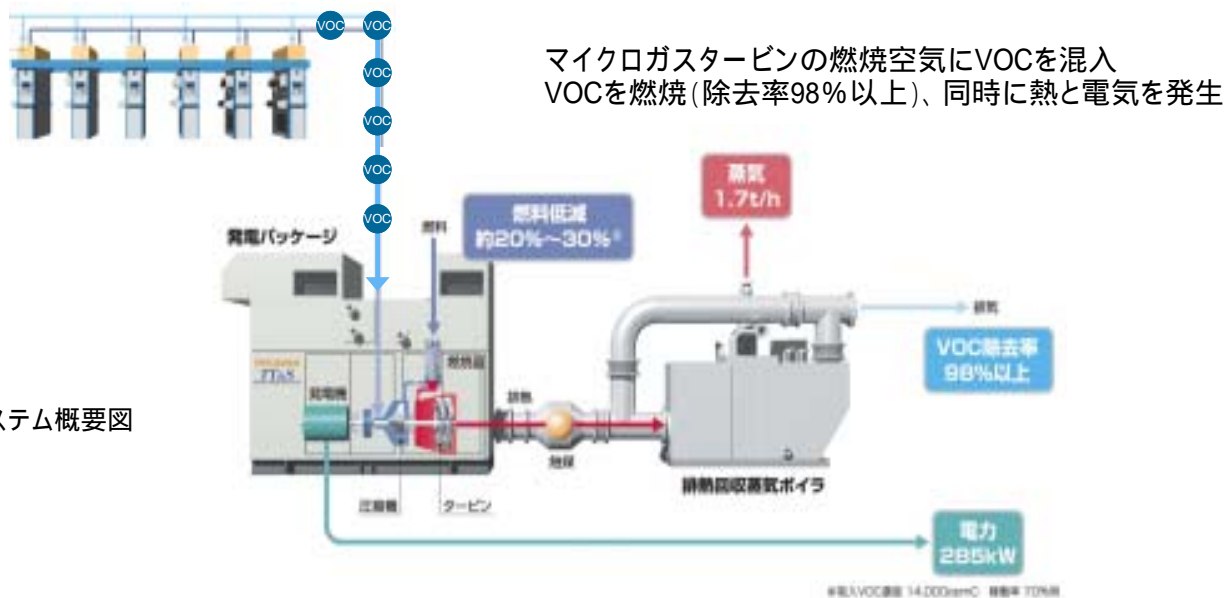 VOC VOC
VOC
VOC
VOC
VOC
マイクロガスタービンの燃焼空気にVOCを混入
VOCを燃焼(除去率98%以上)、同時に熱と電気を発生
蒸気
1.7t/h
燃料低減
約20%~30%※
燃料
発電パッケージ
排気
VOC除去率
98%以上
燃焼器
発電機
排熱
ステム概要図
触媒
排熱回収蒸気ボイラ
圧縮機
タービン
電力
285kW